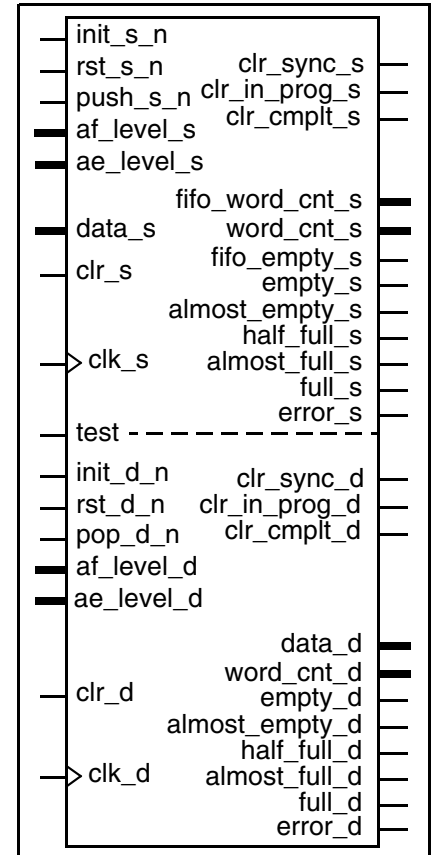 init_s_n
rst_s_n
clr_sync_s
push_s_n
clr_in_prog_s
af_level_s
clr_cmplt_s
ae_level_s
fifo_word_cnt_s
data_s
word_cnt_s
clr_s
fifo_empty_s
empty_s
almost_empty_s
half_full_s
clk_s
almost_full_s
full_s
error_s
test
init_d_n
clr_sync_d
rst_d_n
clr_in_prog_d
pop_d_n
clr_cmplt_d
af_level_d
ae_level_d
data_d
word_cnt_d
clr_d
empty_d
almost_empty_d
half_full_d
clk_d
almost_full_d
full_d
error_d